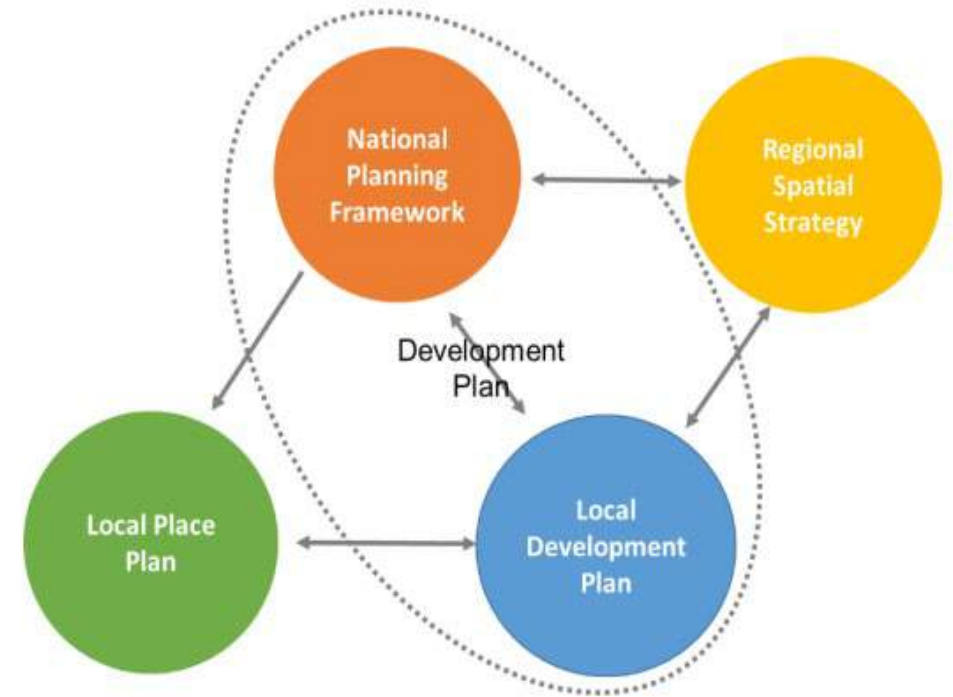 National
Planning
Framework
Regional
Spatial
Strategy
Development
Plan
Local Place
Plan
Local
Development
Plan